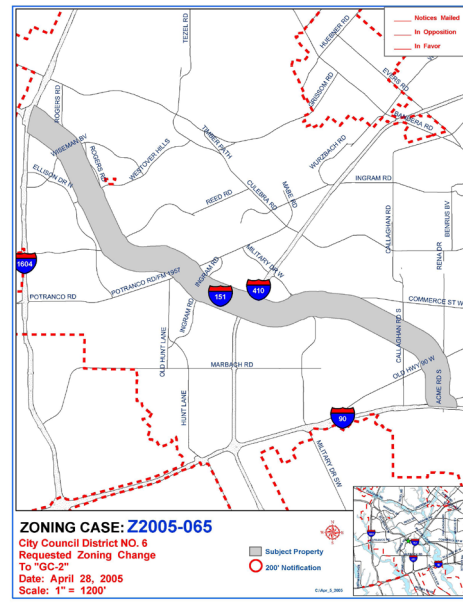 Notices Mailed
In Opposition
In Favor
TEZEL RD
HUEBNER RD
GRISSOM RD
EVERS RD
BANDERA RD
ROGERS RD
WISEMAN BV
ROGERS RD
WESTOVER HILLS
TIMBER PATH
WURZBACH RD
ELLISON DR N
REED RD
CULEBRA RD
MABE RD
INGRAM RD
CALLAGHAN RD
BENRUS BV
RENA DR
MILITARY DR W
1604
POTRANCO RD/FM 1957
INGRAM RD
151
410
POTRANCO RD
INGRAM RD
COMMERCE ST W
OLD HUNT LANE
CALLAGHAN RD S
MARBACH RD
OLD HWY 90 W
ACME RD S
HUNT LANE
90
MILITARY DR SW
ZONING CASE: Z2005-065
City Council District NO. 6
Requested Zoning Change
To "GC-2"
Date: April 28, 2005
Scale: 1" = 1200'
Subject Property
200' Notification